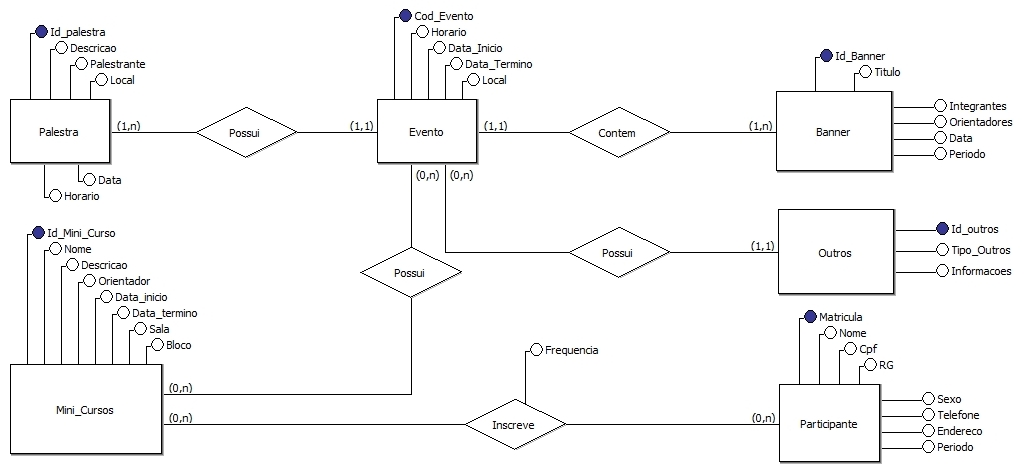 Cod_Evento
Id_palestra
Horario
Descricao
Data_Inicio
Id_Banner
Palestrante
Data_Termino
Titulo
Local
Local
Integrantes
Orientadores
Palestra
(1,n)
Possui
(1,1)
Evento
(1,1)
Contem
(1,n)
Banner
Data
Periodo
(0,n)
(0,n)
Data
Horario
Id_Mini_Curso
Id_outros
Nome
Possui
(1,1)
Outros
Tipo_Outros
Descricao
Possui
Informacoes
Orientador
Data_inicio
Data_termino
Matricula
Sala
Nome
Bloco
Frequencia
Cpf
RG
(0,n)
Sexo
Mini_Cursos
(0,n)
Inscreve
(0,n)
Participante
Telefone
Endereco
Periodo